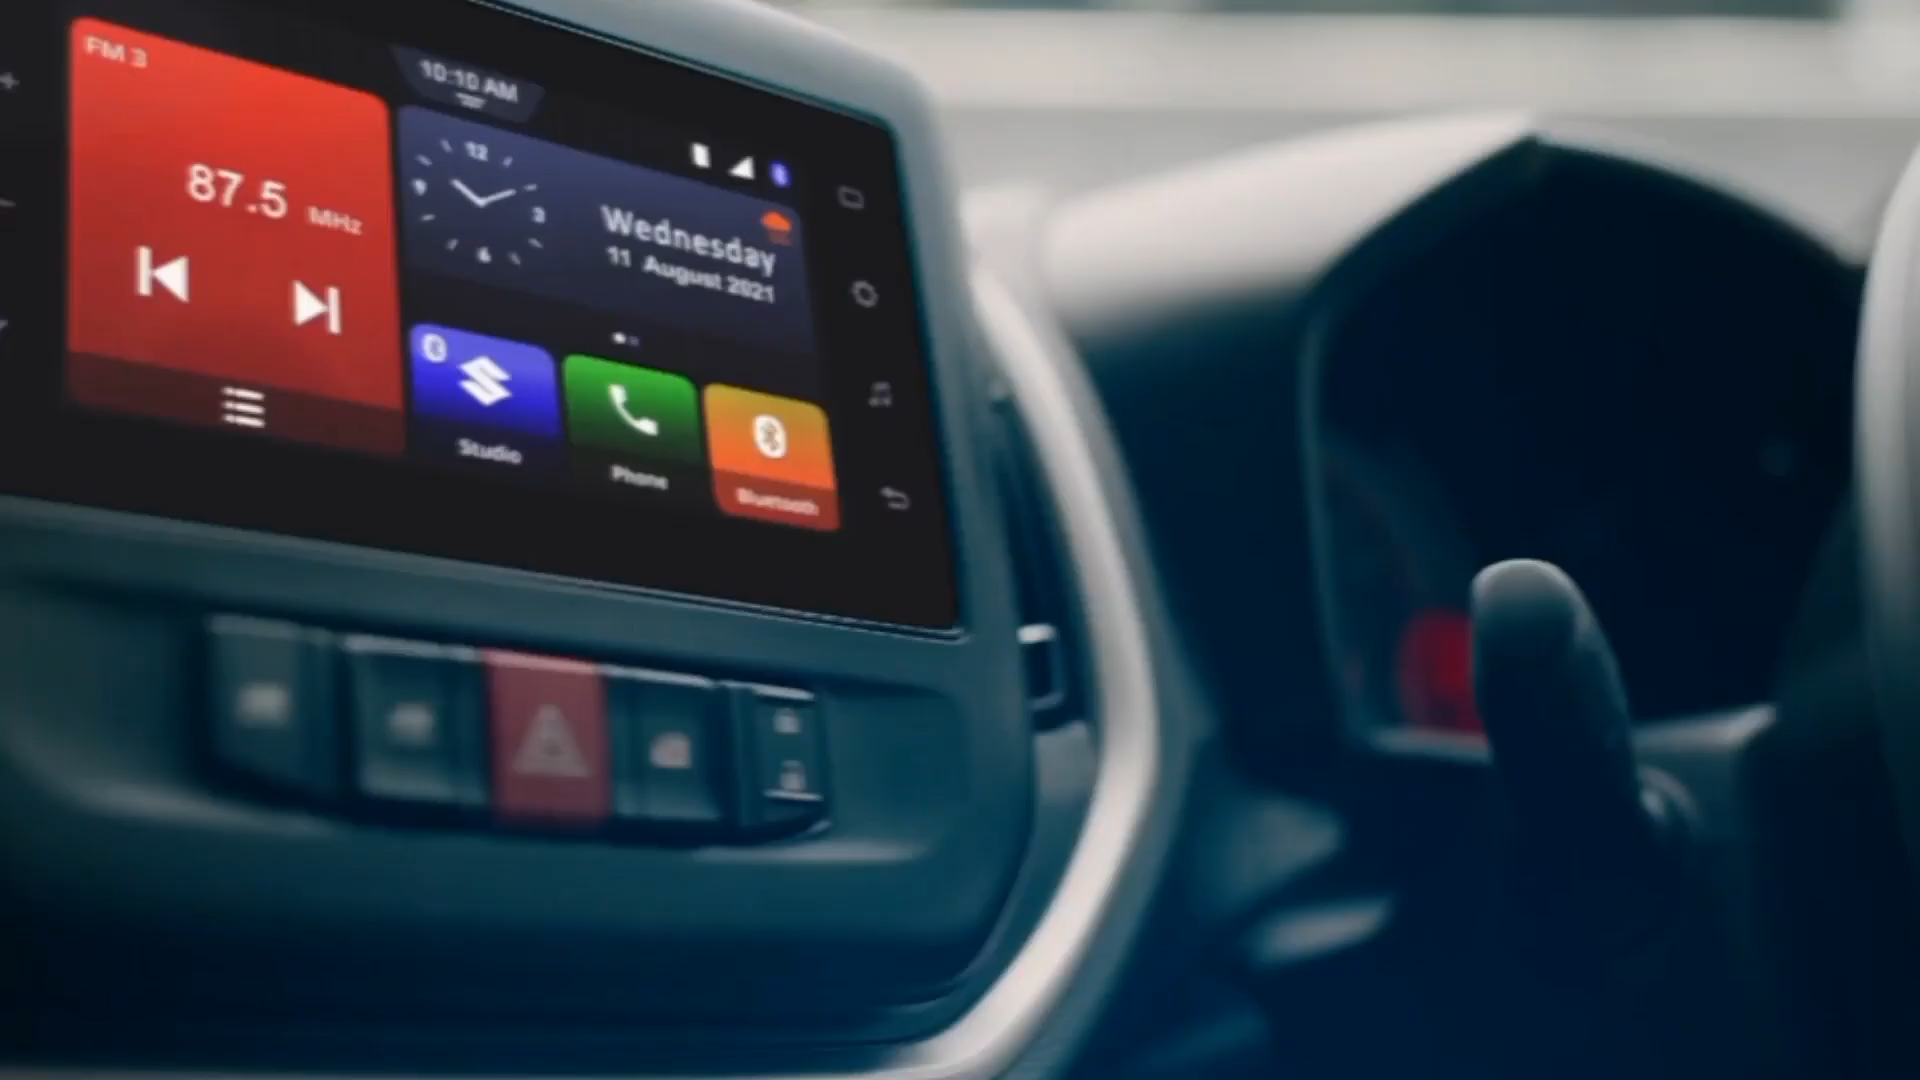 FM 3
10:10 AM
87.5 MHz
12
9
3
6
Wednesday
11 August 2021
Studio
Phone
Bluetooth